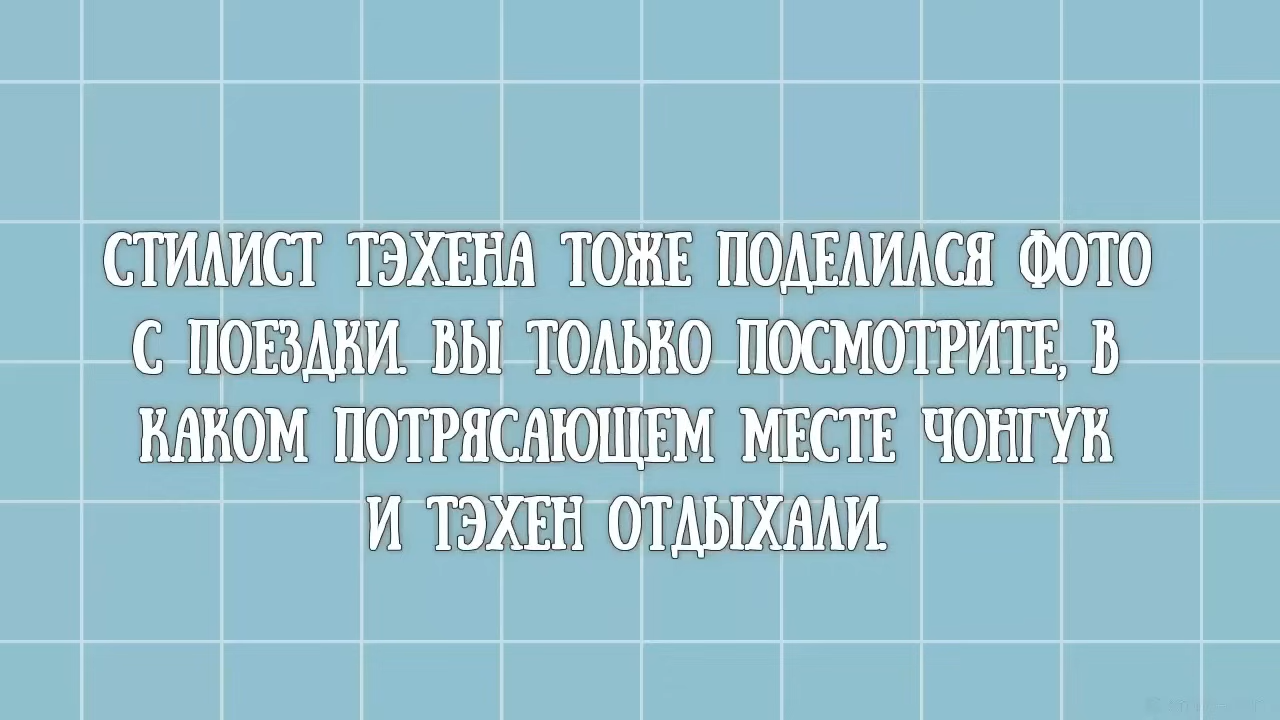 СТИЛИСТ ТЭХЕНА ТОЖЕ ПОДЕЛИЛСЯ ФОТО
С ПОЕЗДКИ. ВЫ ТОЛЬКО ПОСМОТРИТЕ, В
КАКОМ ПОТРЯСАЮЩЕМ МЕСТЕ ЧОНГУК
И ТЭХЕН ОТДЫХАЛИ.